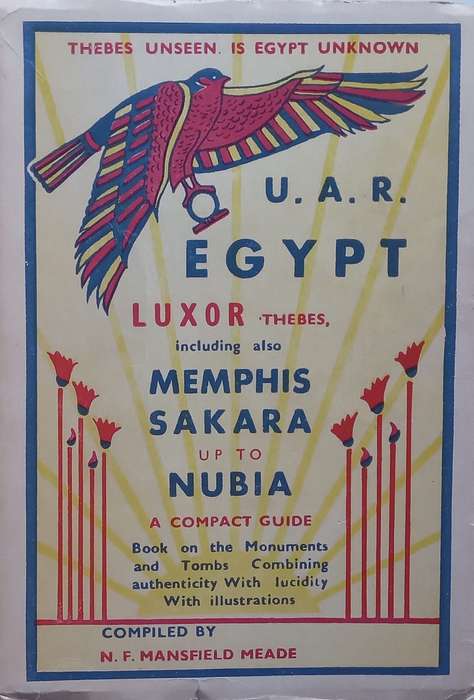 THEBES UNSEEN. IS EGYPT UNKNOWN
U. A. R.
EGYPT
LUXOR THEBES,
including also
MEMPHIS
SAKARA
UP TO
NUBIA
A COMPACT GUIDE
Book on the Monuments
and Tombs Combining
authenticity With lucidity
With illustrations
COMPILED BY
N. F. MANSFIELD MEADE